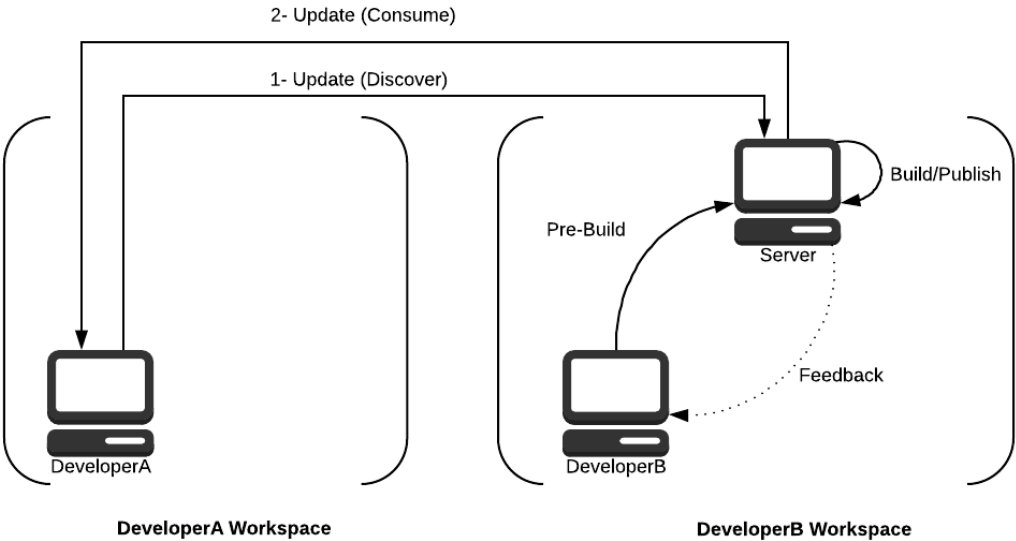 2- Update (Consume)
1- Update (Discover)
Build/Publish
Pre-Build
Server
Feedback
DeveloperA
DeveloperB
DeveloperA Workspace
DeveloperB Workspace